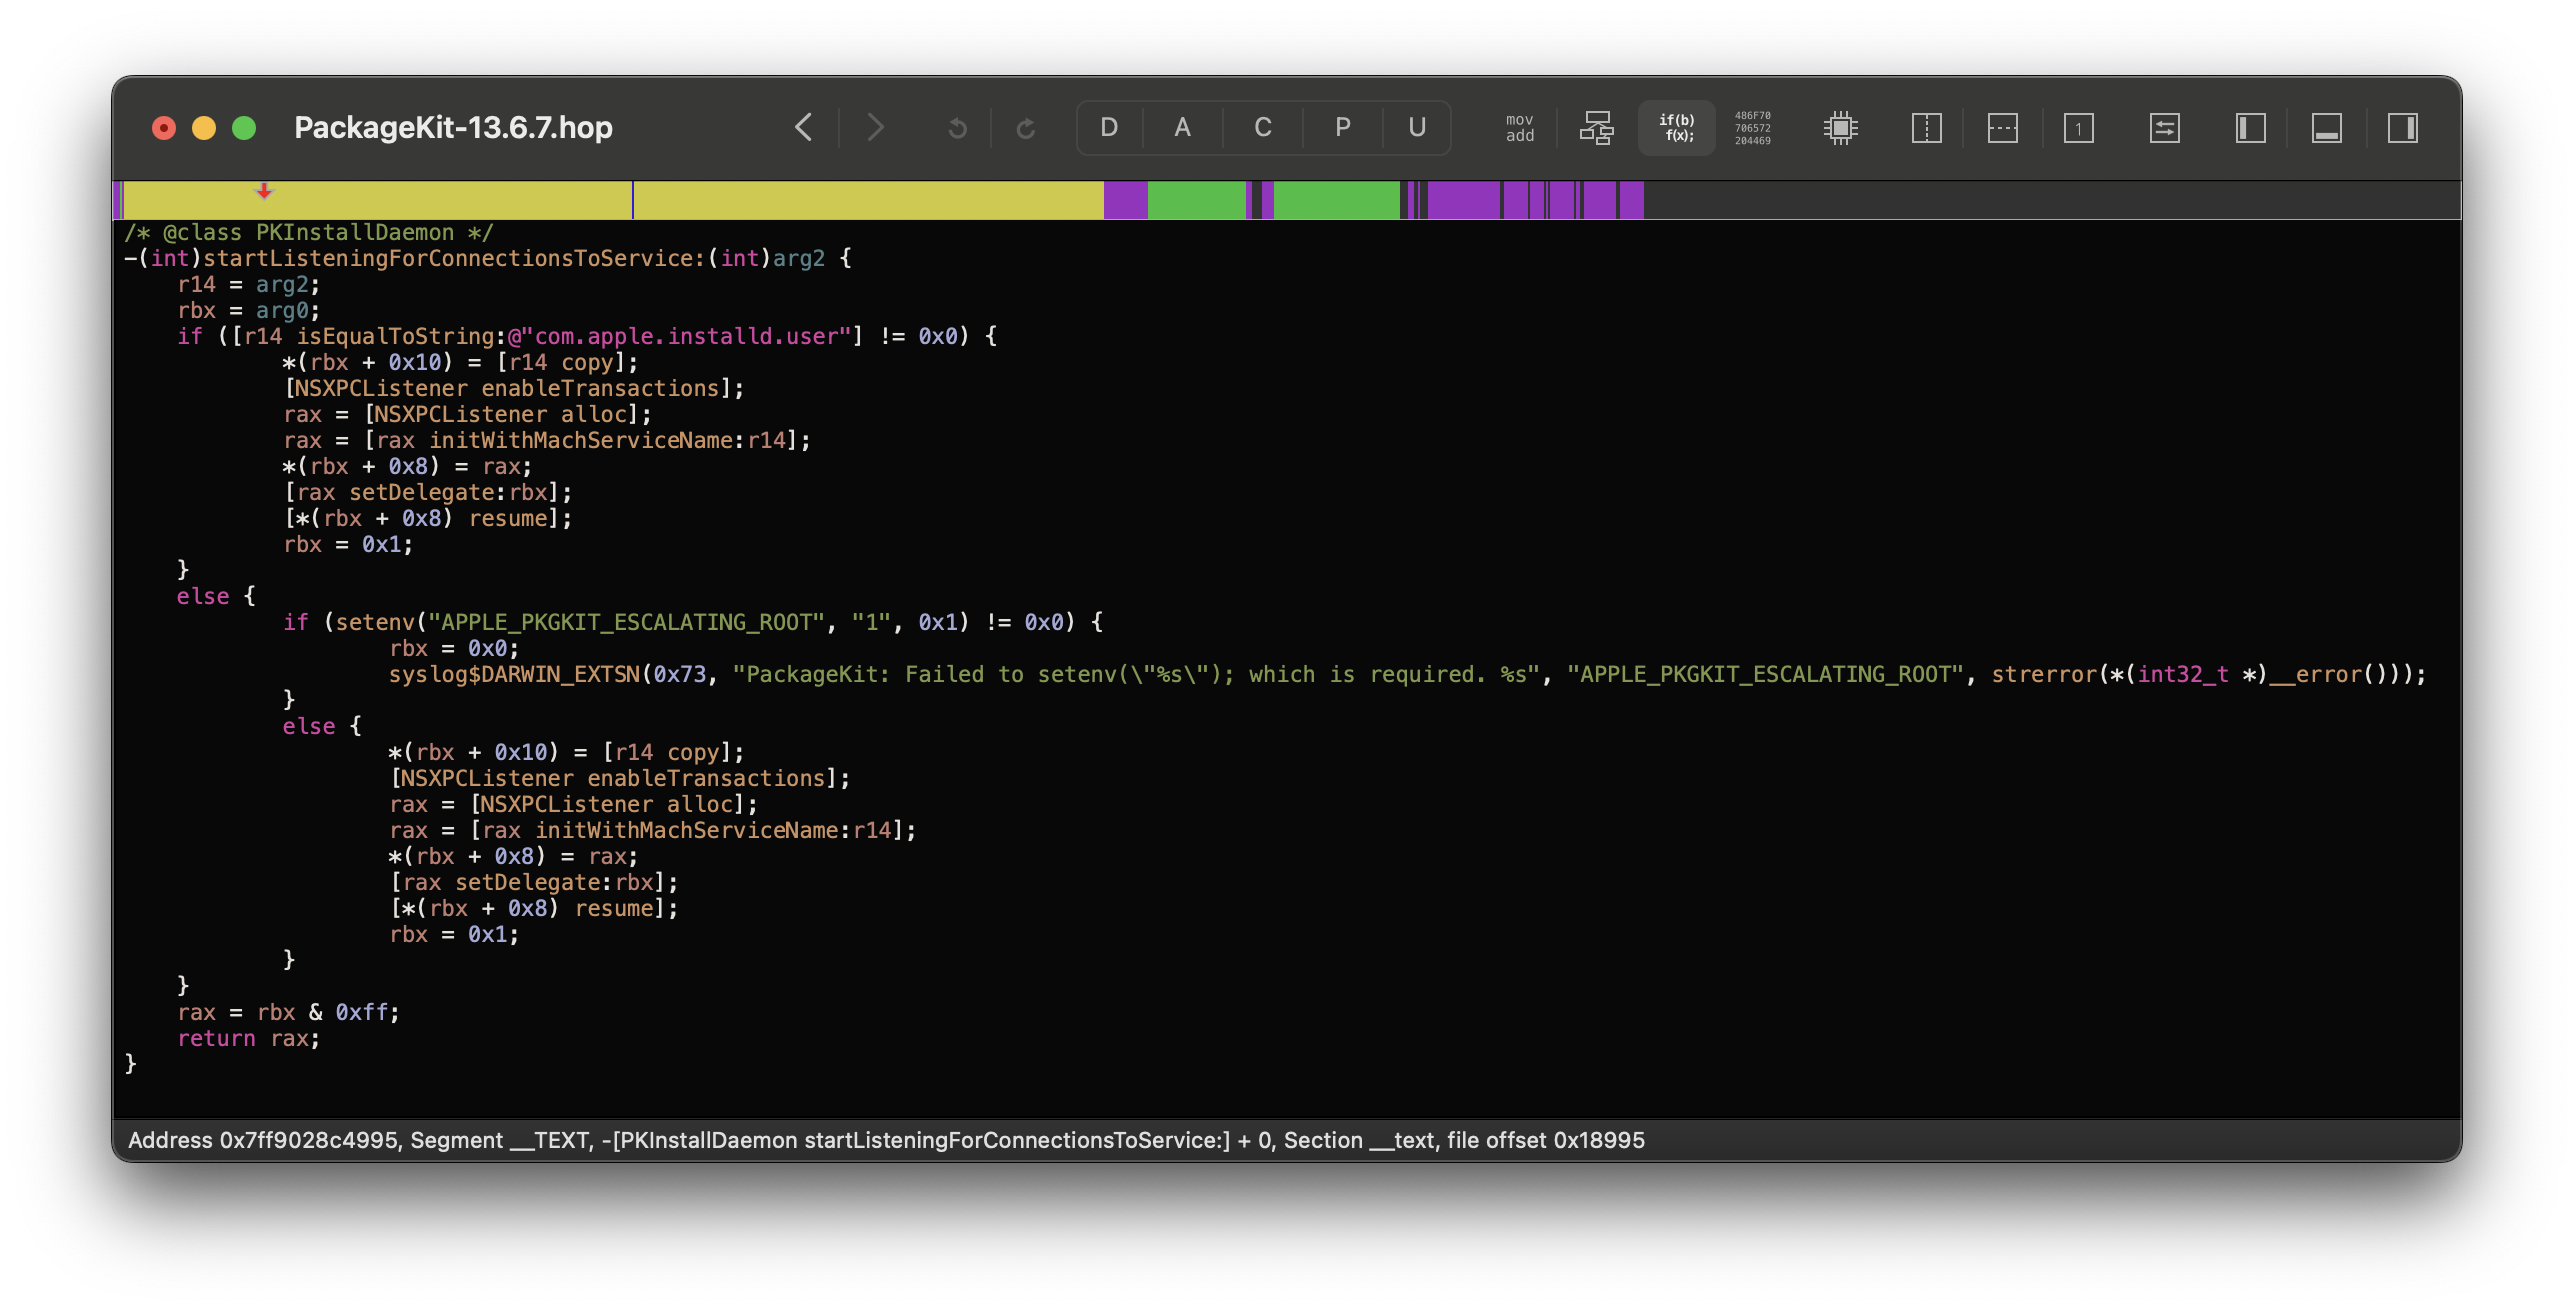 PackageKit-13.6.7.hop
D A C P U
mov
add
if(b)
f(x);
486F70
706572
204469
1
/* @class PKInstallDaemon */
-(int)startListeningForConnectionsToService:(int)arg2 {
    r14 = arg2;
    rbx = arg0;
    if ([r14 isEqualToString:@"com.apple.installd.user"] != 0x0) {
            *(rbx + 0x10) = [r14 copy];
            [NSXPCListener enableTransactions];
            rax = [NSXPCListener alloc];
            rax = [rax initWithMachServiceName:r14];
            *(rbx + 0x8) = rax;
            [rax setDelegate:rbx];
            [*(rbx + 0x8) resume];
            rbx = 0x1;
    }
    else {
            if (setenv("APPLE_PKGKIT_ESCALATING_ROOT", "1", 0x1) != 0x0) {
                    rbx = 0x0;
                    syslog$DARWIN_EXTSN(0x73, "PackageKit: Failed to setenv(\"%s\"); which is required. %s", "APPLE_PKGKIT_ESCALATING_ROOT", strerror(*(int32_t *)__error()));
            }
            else {
                    *(rbx + 0x10) = [r14 copy];
                    [NSXPCListener enableTransactions];
                    rax = [NSXPCListener alloc];
                    rax = [rax initWithMachServiceName:r14];
                    *(rbx + 0x8) = rax;
                    [rax setDelegate:rbx];
                    [*(rbx + 0x8) resume];
                    rbx = 0x1;
            }
    }
    rax = rbx & 0xff;
    return rax;
}
Address 0x7ff9028c4995, Segment __TEXT, -[PKInstallDaemon startListeningForConnectionsToService:] + 0, Section __text, file offset 0x18995